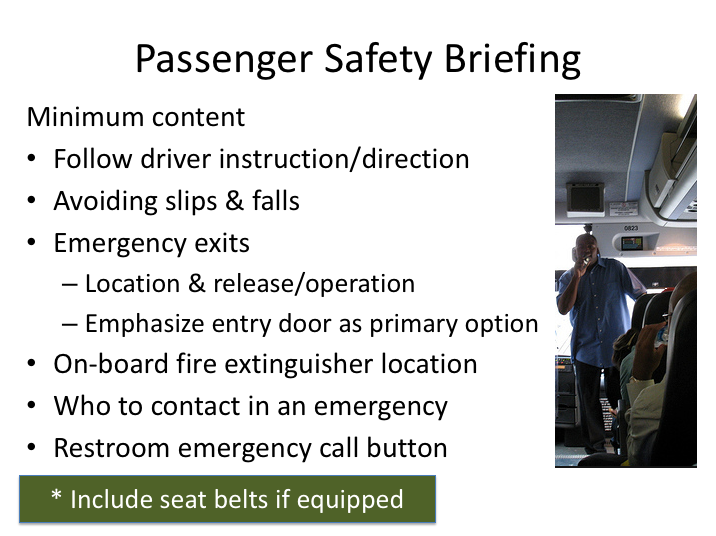 Passenger Safety Briefing
Minimum content
• Follow driver instruction/direction
• Avoiding slips & falls
• Emergency exits
– Location & release/operation
– Emphasize entry door as primary option
• On-board fire extinguisher location
• Who to contact in an emergency
• Restroom emergency call button
* Include seat belts if equipped
0823